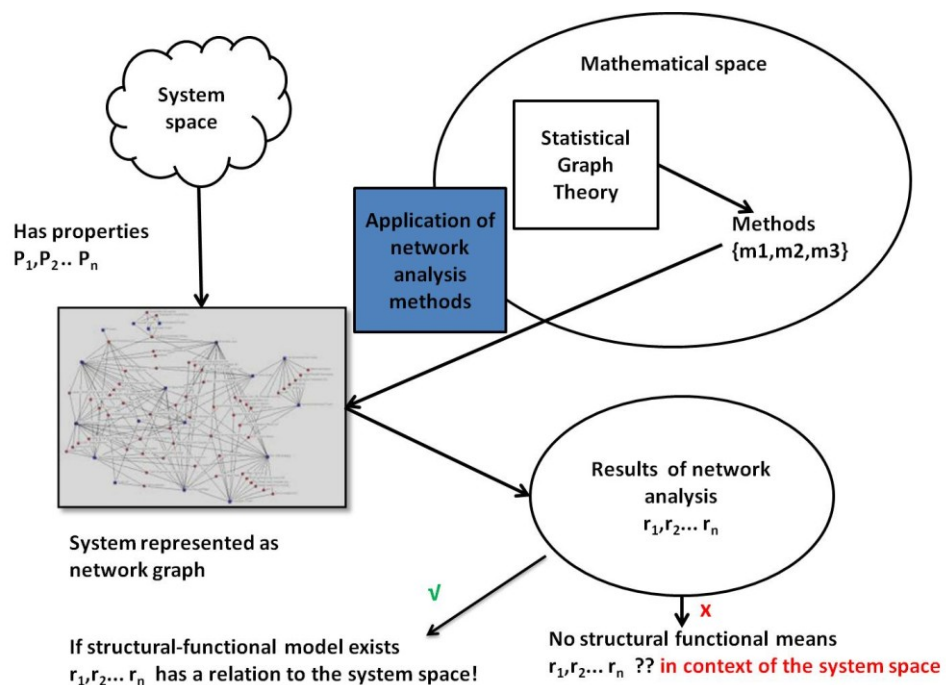 System
space
Mathematical space
Statistical
Graph
Theory
Application of
network
analysis
methods
Methods
{m1,m2,m3}
Has properties
P₁,P₂.. Pₙ
Results of network
analysis
r₁,r₂... rₙ
System represented as
network graph
√
x
If structural-functional model exists
r₁,r₂... rₙ has a relation to the system space!
No structural functional means
r₁,r₂... rₙ ?? in context of the system space